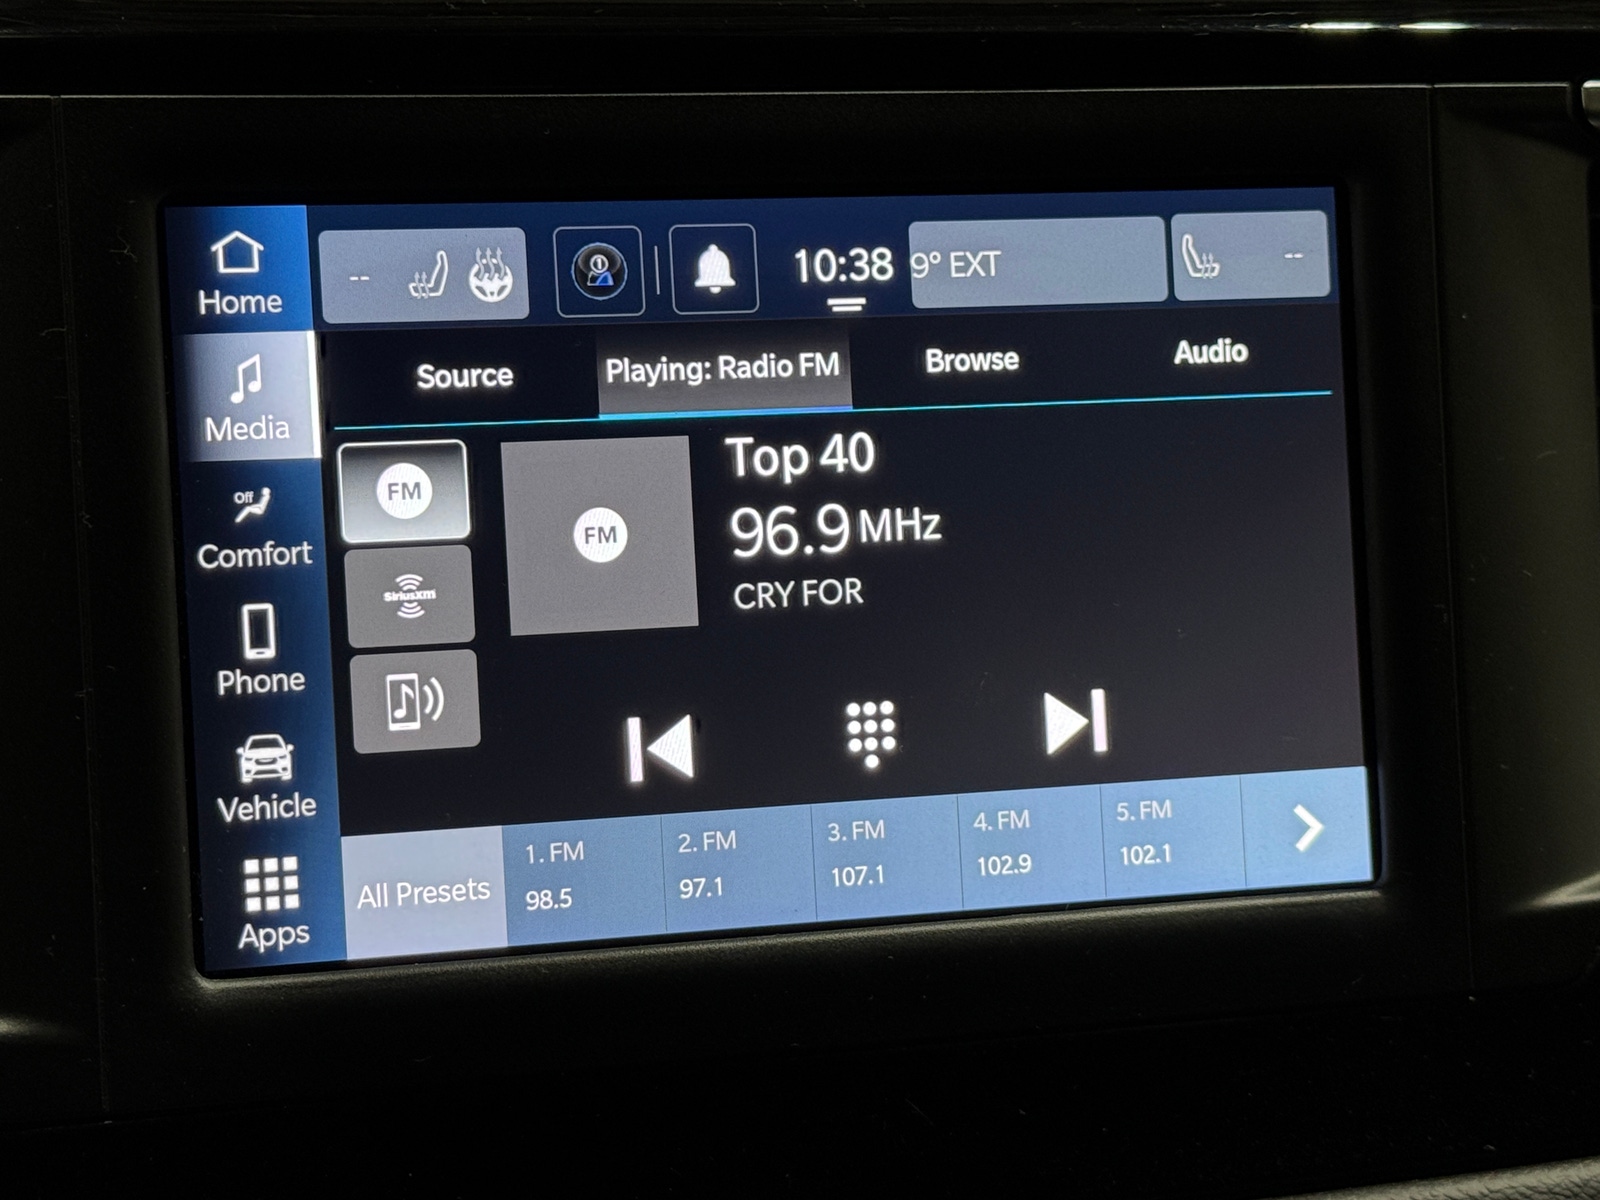 Home
-- 1 10:38 9° EXT --
Media
Source Playing: Radio FM Browse Audio
Off
Comfort
Phone
Vehicle
Apps
FM
SiriusXM
FM
Top 40
96.9 MHz
CRY FOR
All Presets
1. FM
98.5
2. FM
97.1
3. FM
107.1
4. FM
102.9
5. FM
102.1